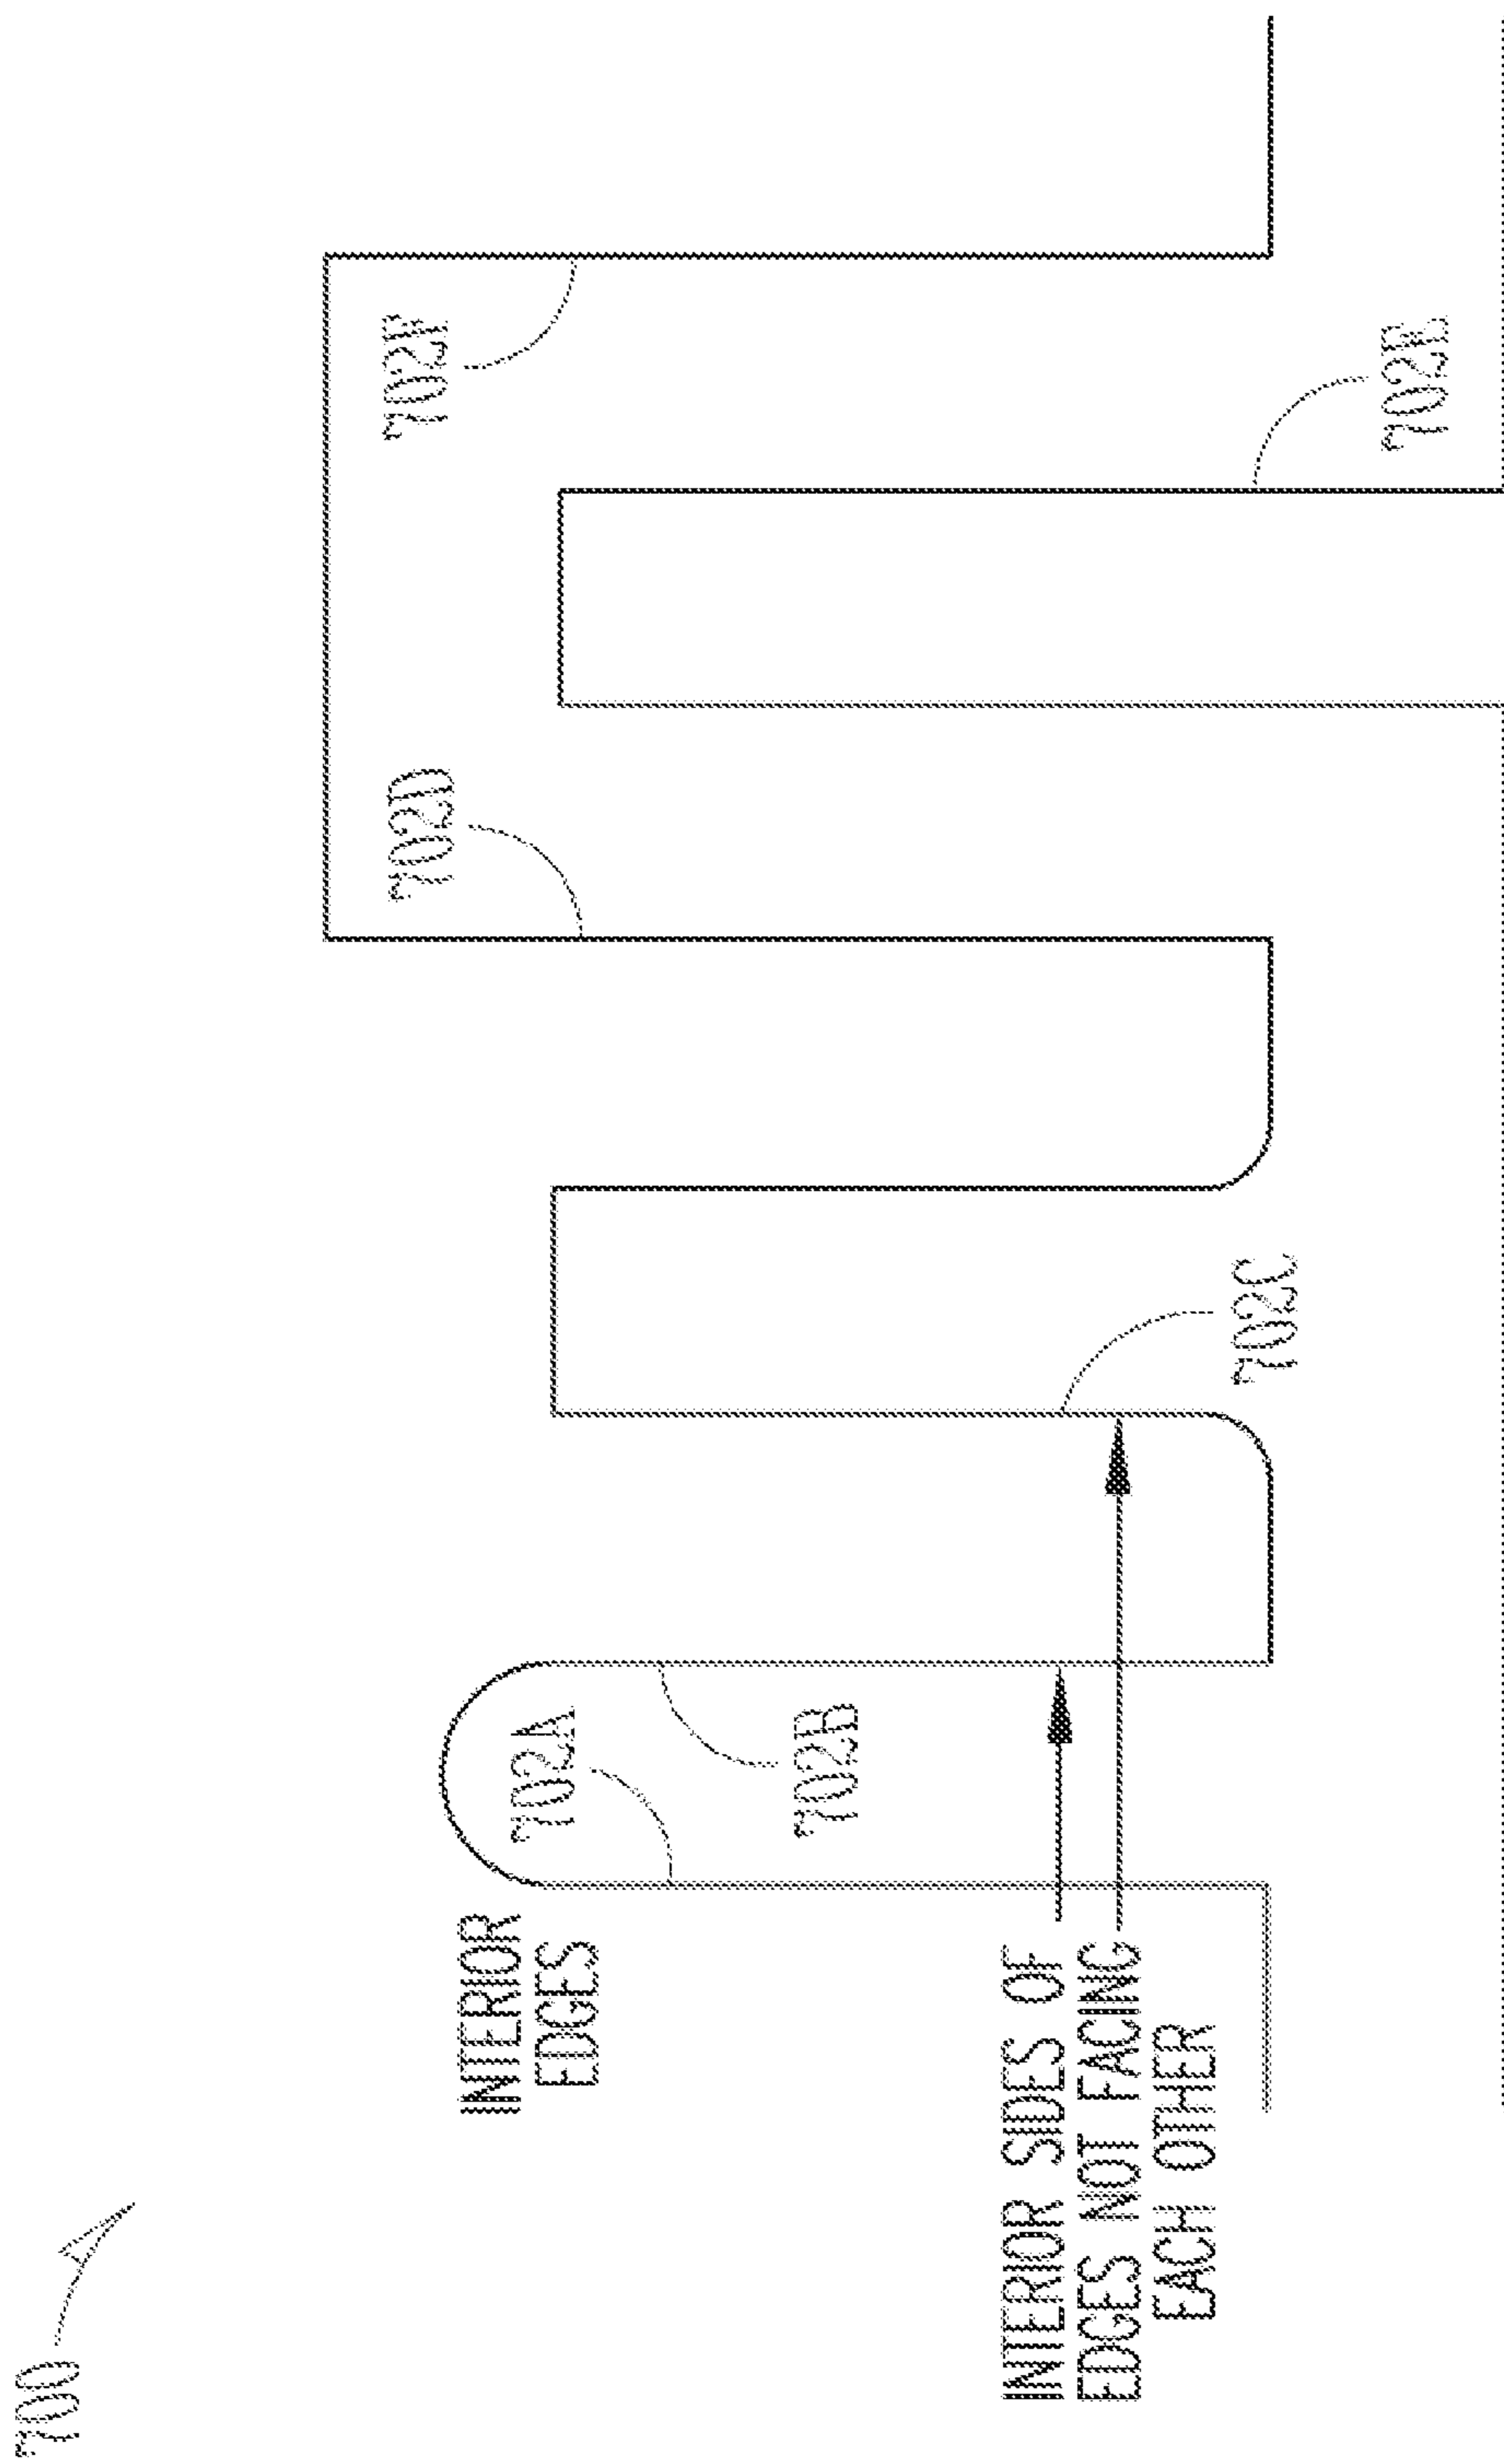 700
INTERIOR
EDGES
702A
702B
INTERIOR SIDES OF
EDGES NOT FACING
EACH OTHER
702C
702D
702E
702F